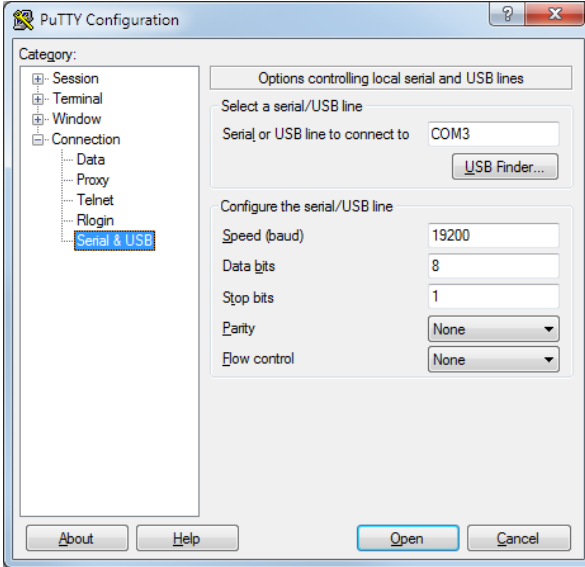 PuTTY Configuration
Category:
Session
Terminal
Window
Connection
Data
Proxy
Telnet
Rlogin
Serial & USB
Options controlling local serial and USB lines
Select a serial/USB line
Serial or USB line to connect to COM3
USB Finder...
Configure the serial/USB line
Speed (baud) 19200
Data bits 8
Stop bits 1
Parity None
Flow control None
About Help Open Cancel